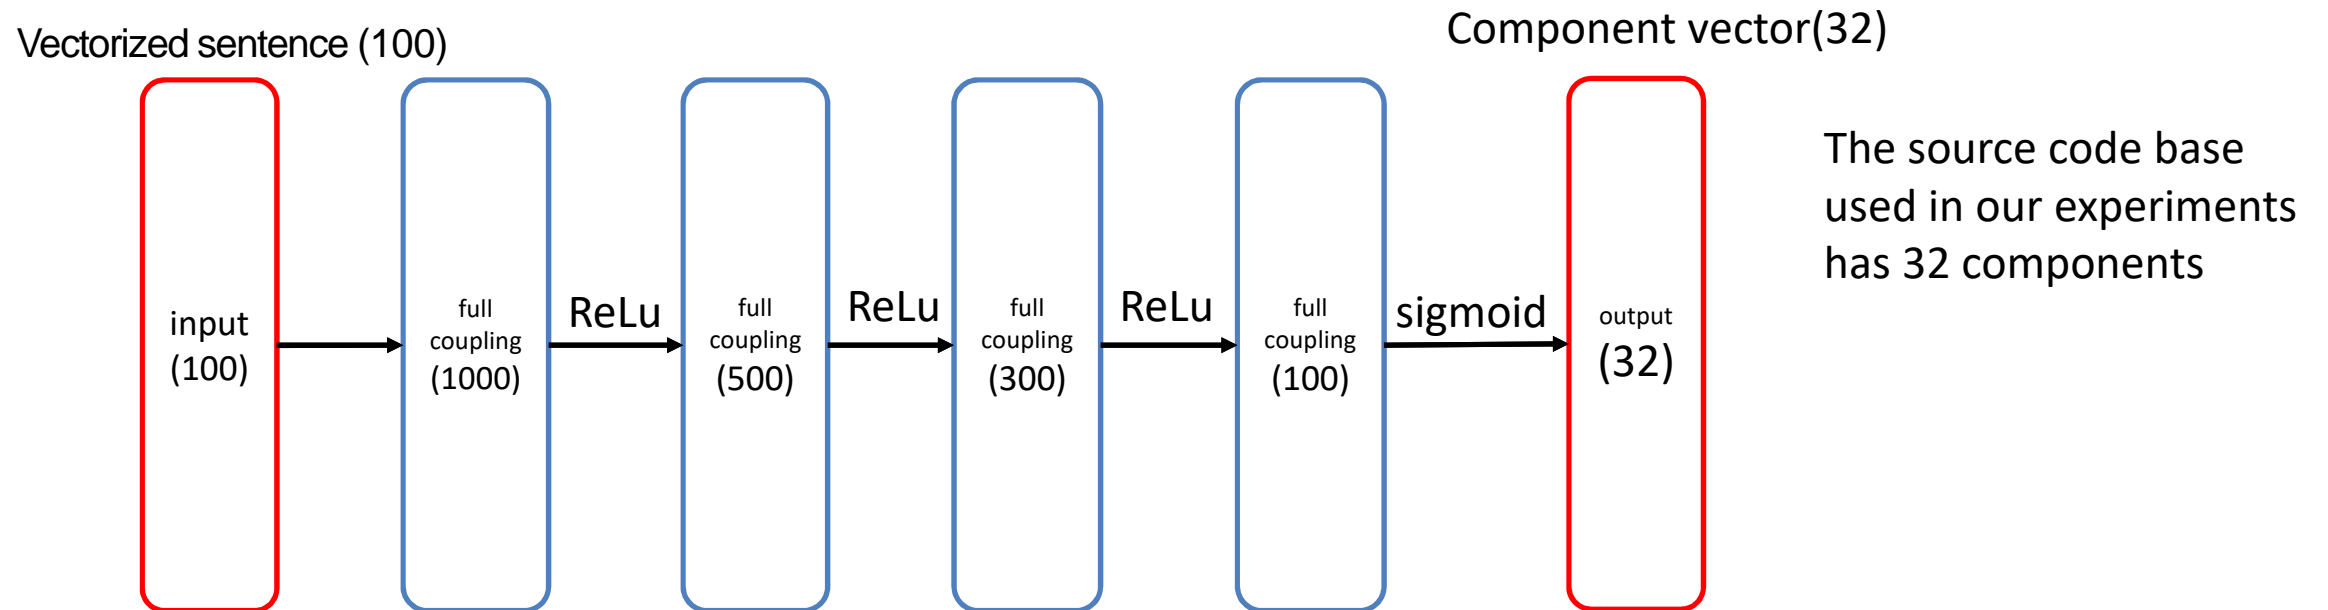 Vectorized sentence (100)
Component vector(32)
input
(100)
full
coupling
(1000)
ReLu
full
coupling
(500)
ReLu
full
coupling
(300)
ReLu
full
coupling
(100)
sigmoid
output
(32)
The source code base
used in our experiments
has 32 components